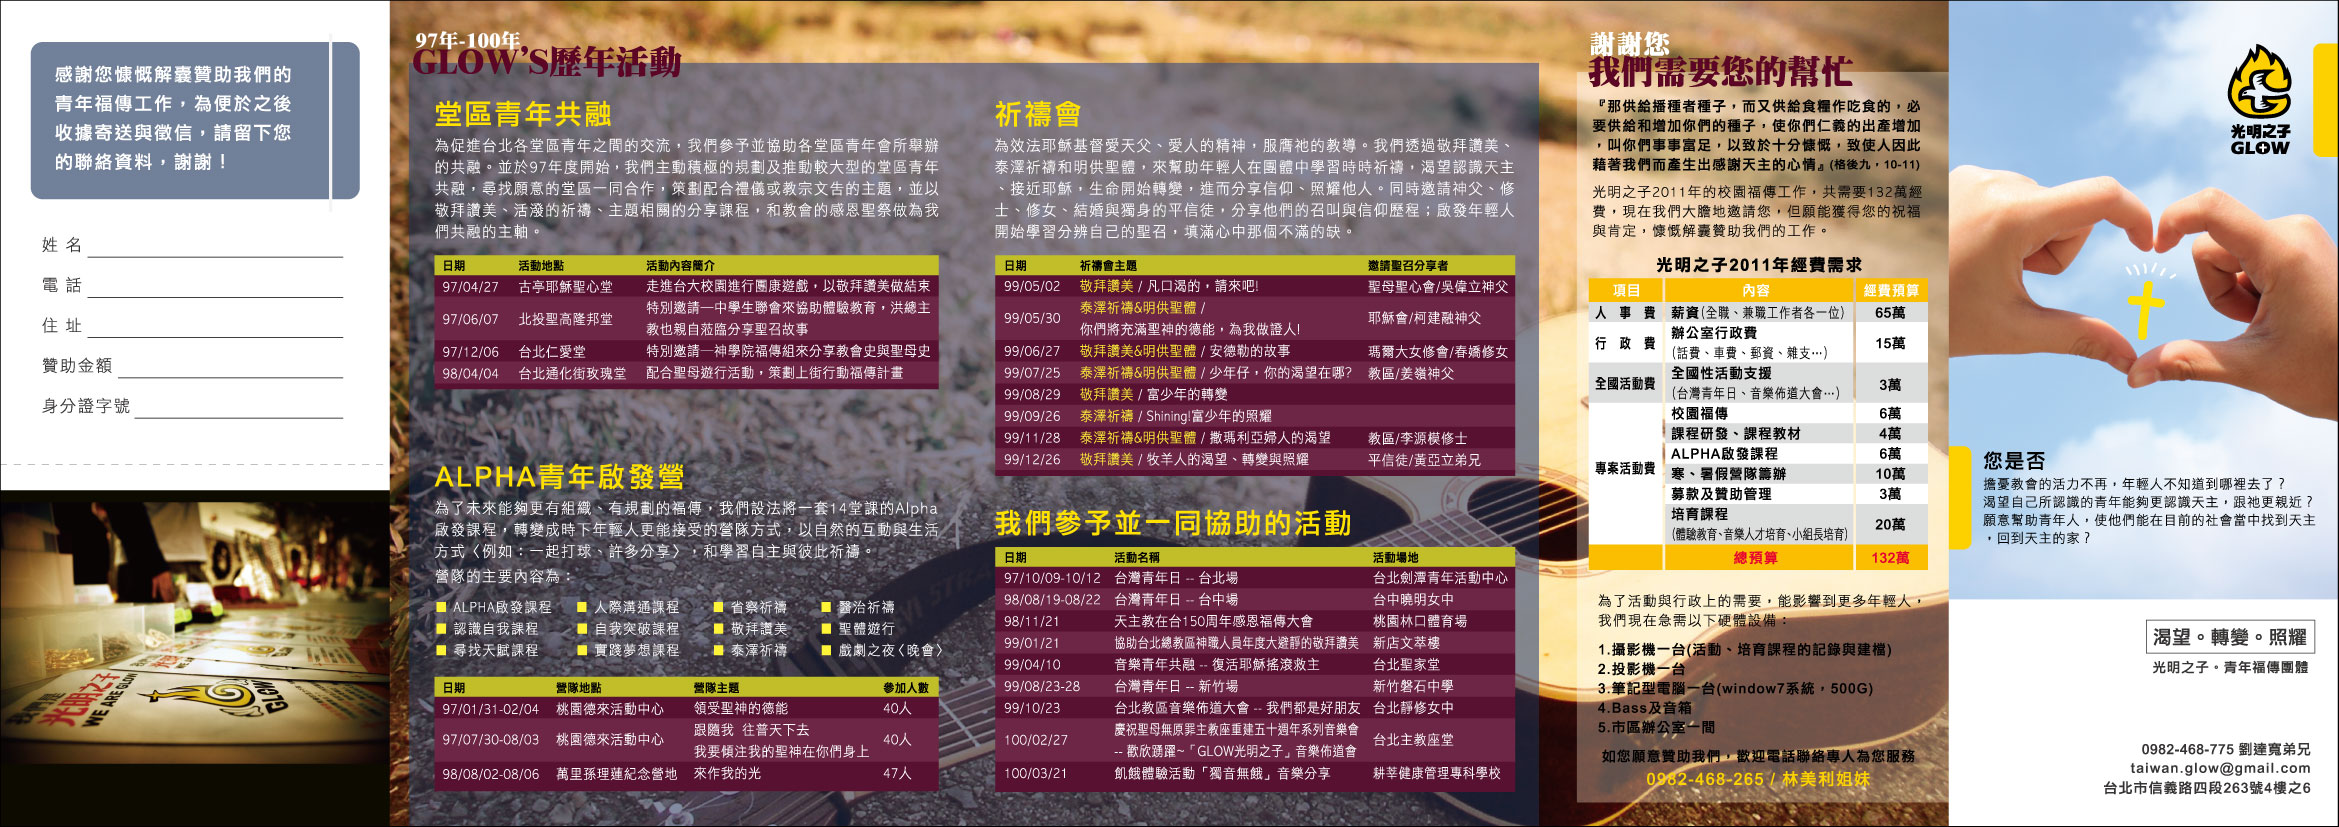 感謝您慷慨解囊贊助我們的
青年福傳工作，為便於之後
收據寄送與徵信，請留下您
的聯絡資料，謝謝！
姓 名
電 話
住 址
贊助金額
身分證字號
光明之子
WE ARE GLOW
GLOW
97年-100年
GLOW'S歷年活動
堂區青年共融
為促進台北各堂區青年之間的交流，我們參予並協助各堂區青年會所舉辦
的共融。並於97年度開始，我們主動積極的規劃及推動較大型的堂區青年
共融，尋找願意的堂區一同合作，策劃配合禮儀或教宗文告的主題，並以
敬拜讚美、活潑的祈禱、主題相關的分享課程，和教會的感恩聖祭做為我
們共融的主軸。
日期 活動地點 活動內容簡介
97/04/27 古亭耶穌聖心堂 走進台大校園進行團康遊戲，以敬拜讚美做結束
97/06/07 北投聖高隆邦堂 特別邀請—中學生聯會來協助體驗教育，洪總主
教也親自蒞臨分享聖召故事
97/12/06 台北仁愛堂 特別邀請—神學院福傳組來分享教會史與聖母史
98/04/04 台北通化街玫瑰堂 配合聖母遊行活動，策劃上街行動福傳計畫
ALPHA青年啟發營
為了未來能夠更有組織、有規劃的福傳，我們設法將一套14堂課的Alpha
啟發課程，轉變成時下年輕人更能接受的營隊方式，以自然的互動與生活
方式〈例如：一起打球、許多分享〉，和學習自主與彼此祈禱。
營隊的主要內容為：
■ ALPHA啟發課程 ■ 人際溝通課程 ■ 省察祈禱 ■ 醫治祈禱
■ 認識自我課程 ■ 自我突破課程 ■ 敬拜讚美 ■ 聖體遊行
■ 尋找天賦課程 ■ 實踐夢想課程 ■ 泰澤祈禱 ■ 戲劇之夜〈晚會〉
日期 營隊地點 營隊主題 參加人數
97/01/31-02/04 桃園德來活動中心 領受聖神的德能 40人
97/07/30-08/03 桃園德來活動中心 跟隨我 往普天下去 40人
我要傾注我的聖神在你們身上
98/08/02-08/06 萬里孫理蓮紀念營地 來作我的光 47人
祈禱會
為效法耶穌基督愛天父、愛人的精神，服膺祂的教導。我們透過敬拜讚美、
泰澤祈禱和明供聖體，來幫助年輕人在團體中學習時時祈禱，渴望認識天主
、接近耶穌，生命開始轉變，進而分享信仰、照耀他人。同時邀請神父、修
士、修女、結婚與獨身的平信徒，分享他們的召叫與信仰歷程；啟發年輕人
開始學習分辨自己的聖召，填滿心中那個不滿的缺。
日期 祈禱會主題 邀請聖召分享者
99/05/02 敬拜讚美 / 凡口渴的，請來吧! 聖母聖心會/吳偉立神父
99/05/30 泰澤祈禱&明供聖體 / 耶穌會/柯建融神父
你們將充滿聖神的德能，為我做證人!
99/06/27 敬拜讚美&明供聖體 / 安德勒的故事 瑪爾大女修會/春嬌修女
99/07/25 泰澤祈禱&明供聖體 / 少年仔，你的渴望在哪? 教區/姜嶺神父
99/08/29 敬拜讚美 / 富少年的轉變
99/09/26 泰澤祈禱 / Shining!富少年的照耀
99/11/28 泰澤祈禱&明供聖體 / 撒瑪利亞婦人的渴望 教區/李源模修士
99/12/26 敬拜讚美 / 牧羊人的渴望、轉變與照耀 平信徒/黃亞立弟兄
我們參予並一同協助的活動
日期 活動名稱 活動場地
97/10/09-10/12 台灣青年日 -- 台北場 台北劍潭青年活動中心
98/08/19-08/22 台灣青年日 -- 台中場 台中曉明女中
98/11/21 天主教在台150周年感恩福傳大會 桃園林口體育場
99/01/21 協助台北總教區神職人員年度大避靜的敬拜讚美 新店文萃樓
99/04/10 音樂青年共融 -- 復活耶穌搖滾救主 台北聖家堂
99/08/23-28 台灣青年日 -- 新竹場 新竹磐石中學
99/10/23 台北教區音樂佈道大會 -- 我們都是好朋友 台北靜修女中
100/02/27 慶祝聖母無原罪主教座重建五十週年系列音樂會 台北主教座堂
-- 歡欣踴躍~「GLOW光明之子」音樂佈道會
100/03/21 飢餓體驗活動「獨音無餓」音樂分享 耕莘健康管理專科學校
謝謝您
我們需要您的幫忙
『那供給播種者種子，而又供給食糧作吃食的，必
要供給和增加你們的種子，使你們仁義的出產增加
，叫你們事事富足，以致於十分慷慨，致使人因此
藉著我們而產生出感謝天主的心情』(格後九，10-11)
光明之子2011年的校園福傳工作，共需要132萬經
費，現在我們大膽地邀請您，但願能獲得您的祝福
與肯定，慷慨解囊贊助我們的工作。
光明之子2011年經費需求
項目 內容 經費預算
人 事 費 薪資(全職、兼職工作者各一位) 65萬
行 政 費 辦公室行政費 15萬
(話費、車費、郵資、雜支…)
全國活動費 全國性活動支援 3萬
(台灣青年日、音樂佈道大會…)
專案活動費 校園福傳 6萬
課程研發、課程教材 4萬
ALPHA啟發課程 6萬
寒、暑假營隊籌辦 10萬
募款及贊助管理 3萬
培育課程 20萬
(體驗教育、音樂人才培育、小組長培育)
總預算 132萬
為了活動與行政上的需要，能影響到更多年輕人，
我們現在急需以下硬體設備：
1.攝影機一台(活動、培育課程的記錄與建檔)
2.投影機一台
3.筆記型電腦一台(window7系統，500G)
4.Bass及音箱
5.市區辦公室一間
如您願意贊助我們，歡迎電話聯絡專人為您服務
0982-468-265 / 林美利姐妹
光明之子
GLOW
您是否
擔憂教會的活力不再，年輕人不知道到哪裡去了？
渴望自己所認識的青年能夠更認識天主，跟祂更親近？
願意幫助青年人，使他們能在目前的社會當中找到天主
，回到天主的家？
渴望。轉變。照耀
光明之子。青年福傳團體
0982-468-775 劉達寬弟兄
taiwan.glow@gmail.com
台北市信義路四段263號4樓之6